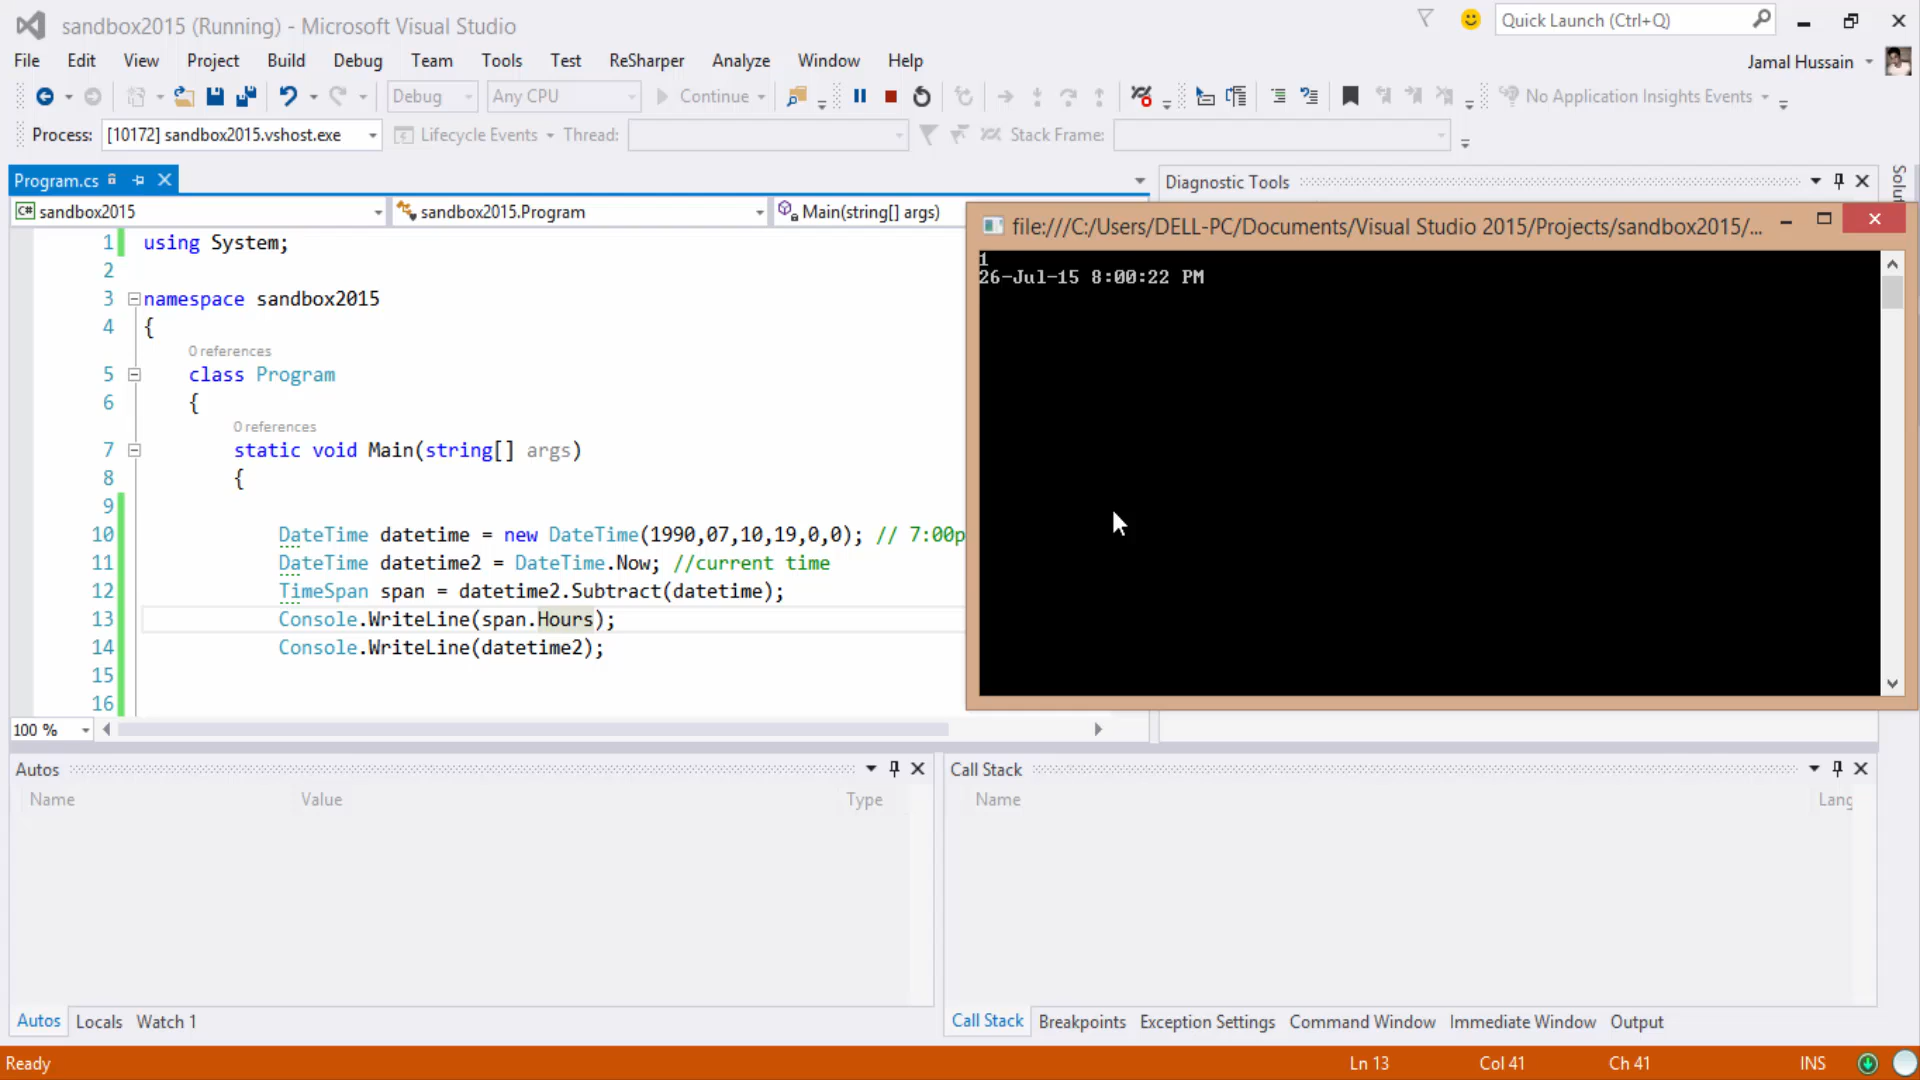 sandbox2015 (Running) - Microsoft Visual Studio
Quick Launch (Ctrl+Q)
File Edit View Project Build Debug Team Tools Test ReSharper Analyze Window Help
Jamal Hussain
Debug Any CPU Continue No Application Insights Events
Process: [10172] sandbox2015.vshost.exe Lifecycle Events Thread: Stack Frame:
Program.cs
Diagnostic Tools
Solu
C# sandbox2015 sandbox2015.Program Main(string[] args)
file:///C:/Users/DELL-PC/Documents/Visual Studio 2015/Projects/sandbox2015/...
1
26-Jul-15 8:00:22 PM
1 using System;
2
3 namespace sandbox2015
4 {
0 references
5 class Program
6 {
0 references
7 static void Main(string[] args)
8 {
9
10 DateTime datetime = new DateTime(1990,07,10,19,0,0); // 7:00p
11 DateTime datetime2 = DateTime.Now; //current time
12 TimeSpan span = datetime2.Subtract(datetime);
13 Console.WriteLine(span.Hours);
14 Console.WriteLine(datetime2);
15
16
100 %
Autos
Name Value Type
Call Stack
Name Lang
Autos Locals Watch 1
Call Stack Breakpoints Exception Settings Command Window Immediate Window Output
Ready Ln 13 Col 41 Ch 41 INS